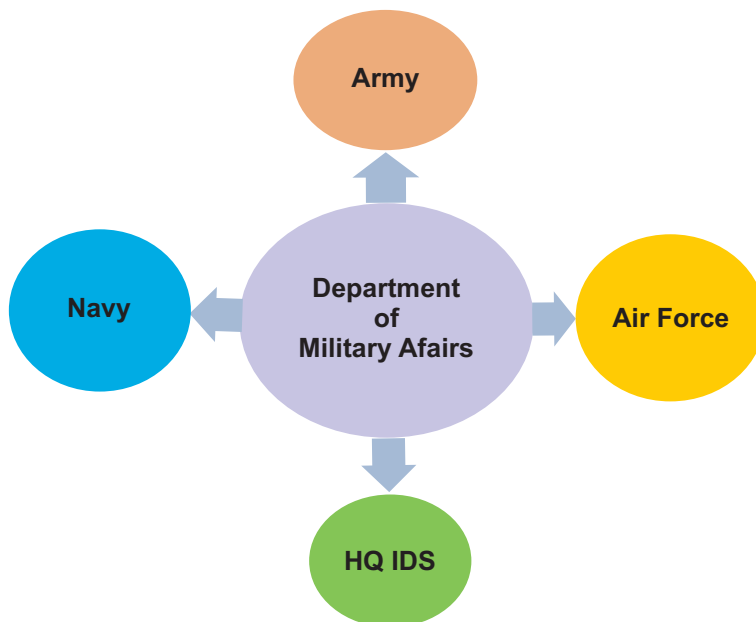 Army
Navy
Department
of
Military Afairs
Air Force
HQ IDS